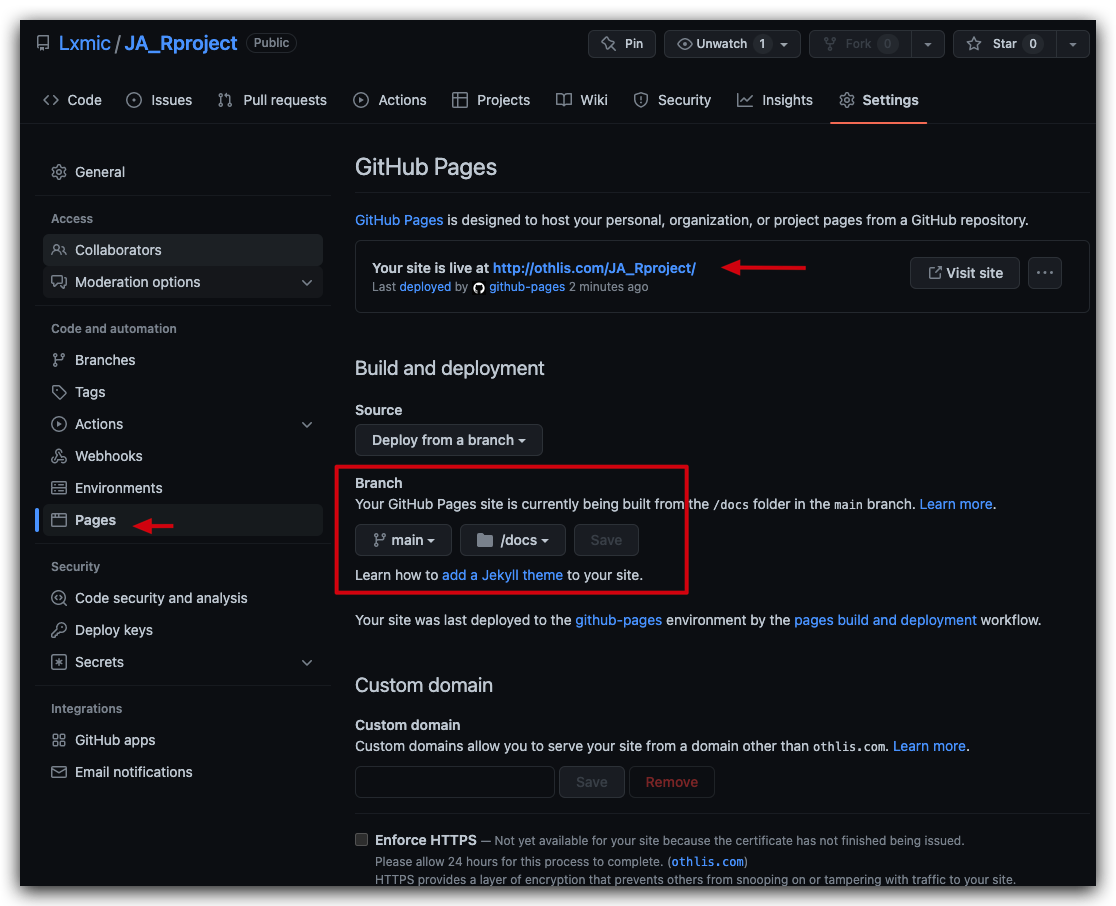 Lxmic / JA_Rproject Public
Pin
Unwatch 1
Fork 0
Star 0
Code
Issues
Pull requests
Actions
Projects
Wiki
Security
Insights
Settings
General
Access
Collaborators
Moderation options
Code and automation
Branches
Tags
Actions
Webhooks
Environments
Pages
Security
Code security and analysis
Deploy keys
Secrets
Integrations
GitHub apps
Email notifications
GitHub Pages
GitHub Pages is designed to host your personal, organization, or project pages from a GitHub repository.
Your site is live at http://othlis.com/JA_Rproject/
Last deployed by github-pages 2 minutes ago
Visit site
Build and deployment
Source
Deploy from a branch
Branch
Your GitHub Pages site is currently being built from the /docs folder in the main branch. Learn more.
main
/docs
Save
Learn how to add a Jekyll theme to your site.
Your site was last deployed to the github-pages environment by the pages build and deployment workflow.
Custom domain
Custom domain
Custom domains allow you to serve your site from a domain other than othlis.com. Learn more.
Save
Remove
Enforce HTTPS — Not yet available for your site because the certificate has not finished being issued.
Please allow 24 hours for this process to complete. (othlis.com)
HTTPS provides a layer of encryption that prevents others from snooping on or tampering with traffic to your site.